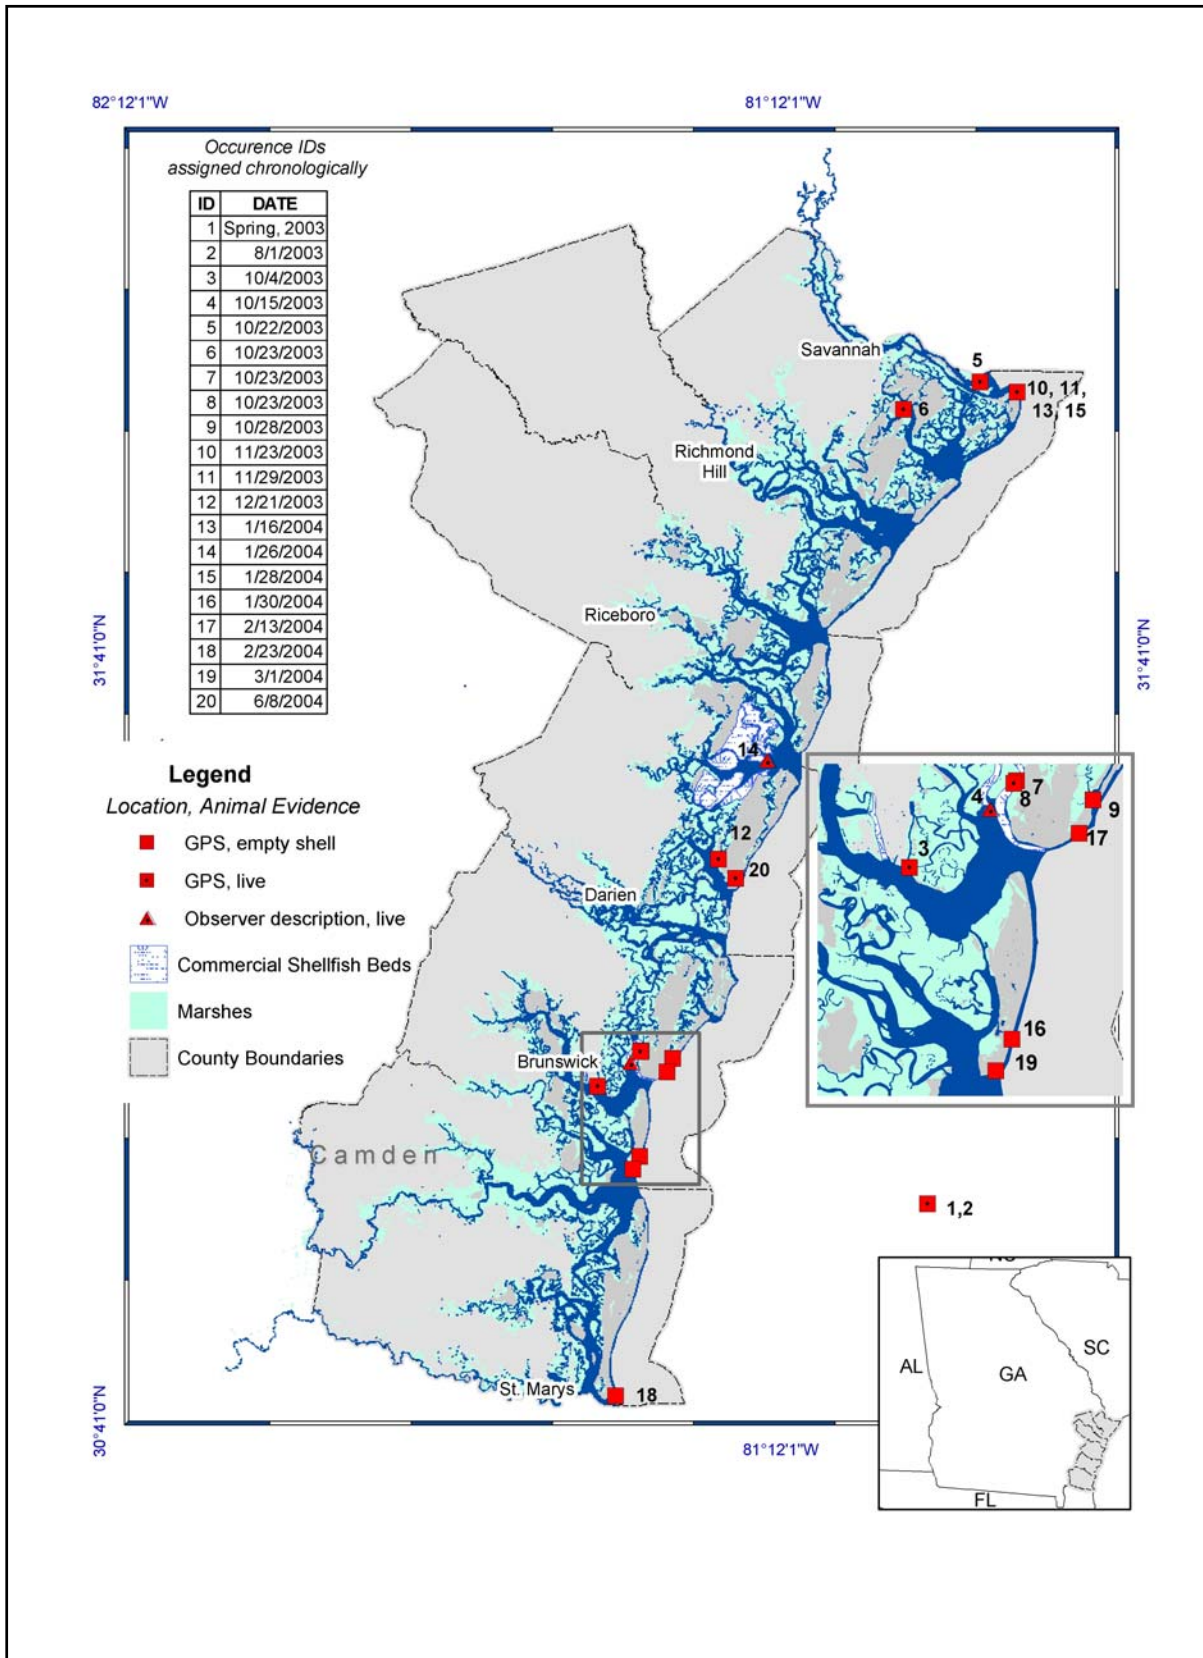 82°12'1"W
81°12'1"W
Occurence IDs
assigned chronologically
ID DATE
1 Spring, 2003
2 8/1/2003
3 10/4/2003
4 10/15/2003
5 10/22/2003
6 10/23/2003
7 10/23/2003
8 10/23/2003
9 10/28/2003
10 11/23/2003
11 11/29/2003
12 12/21/2003
13 1/16/2004
14 1/26/2004
15 1/28/2004
16 1/30/2004
17 2/13/2004
18 2/23/2004
19 3/1/2004
20 6/8/2004
Savannah
5
10, 11,
13, 15
6
Richmond
Hill
31°41'0"N
31°41'0"N
Riceboro
14
Legend
Location, Animal Evidence
GPS, empty shell
GPS, live
Observer description, live
Commercial Shellfish Beds
Marshes
County Boundaries
12
20
Darien
Brunswick
Camden
7
4
8
9
17
3
16
19
1,2
St. Marys
18
30°41'0"N
81°12'1"W
AL
GA
SC
FL